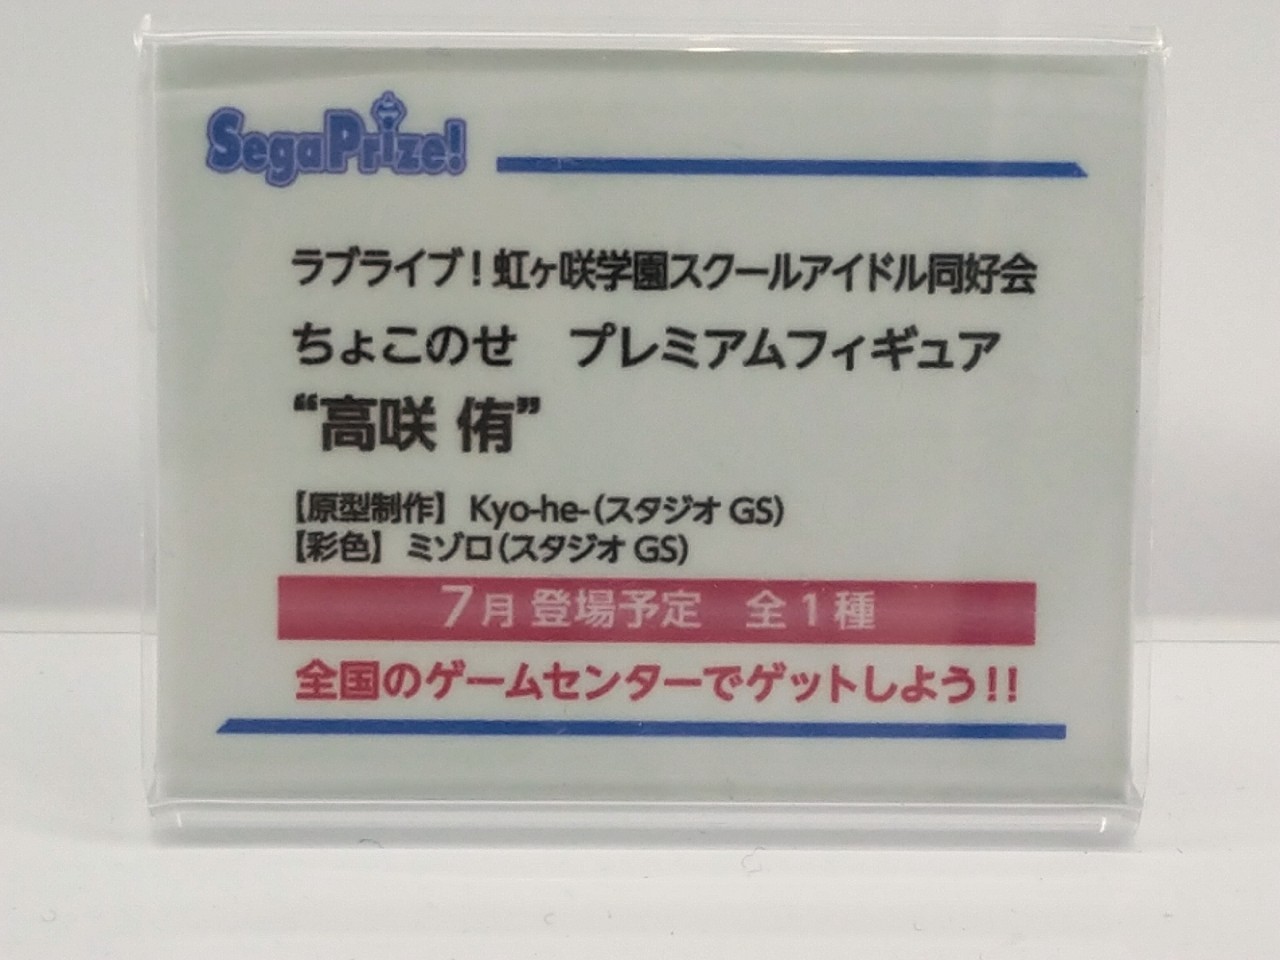 SegaPrize!
ラブライブ！虹ヶ咲学園スクールアイドル同好会
ちょこのせ　プレミアムフィギュア
“高咲 侑”
【原型制作】 Kyo-he-（スタジオ GS）
【彩色】 ミゾロ（スタジオ GS）
7月 登場予定　全1種
全国のゲームセンターでゲットしよう!!